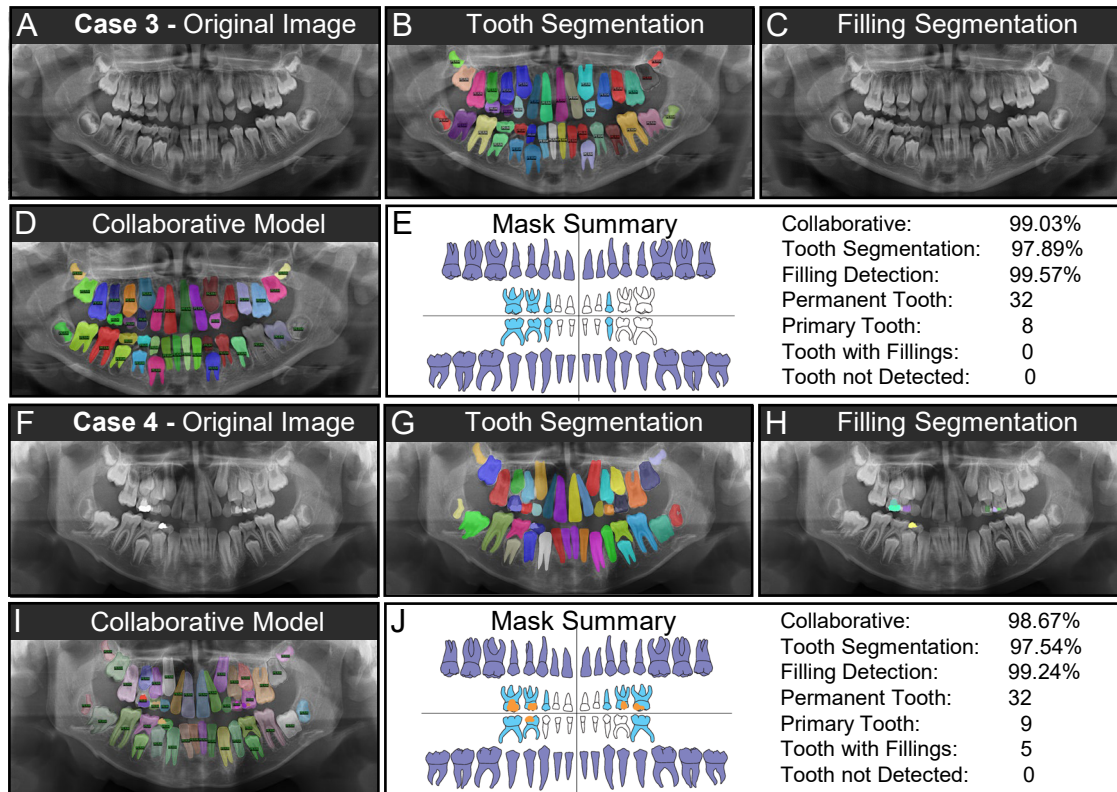 A Case 3 - Original Image
B Tooth Segmentation
C Filling Segmentation
D Collaborative Model
E Mask Summary
Collaborative: 99.03%
Tooth Segmentation: 97.89%
Filling Detection: 99.57%
Permanent Tooth: 32
Primary Tooth: 8
Tooth with Fillings: 0
Tooth not Detected: 0
F Case 4 - Original Image
G Tooth Segmentation
H Filling Segmentation
I Collaborative Model
J Mask Summary
Collaborative: 98.67%
Tooth Segmentation: 97.54%
Filling Detection: 99.24%
Permanent Tooth: 32
Primary Tooth: 9
Tooth with Fillings: 5
Tooth not Detected: 0